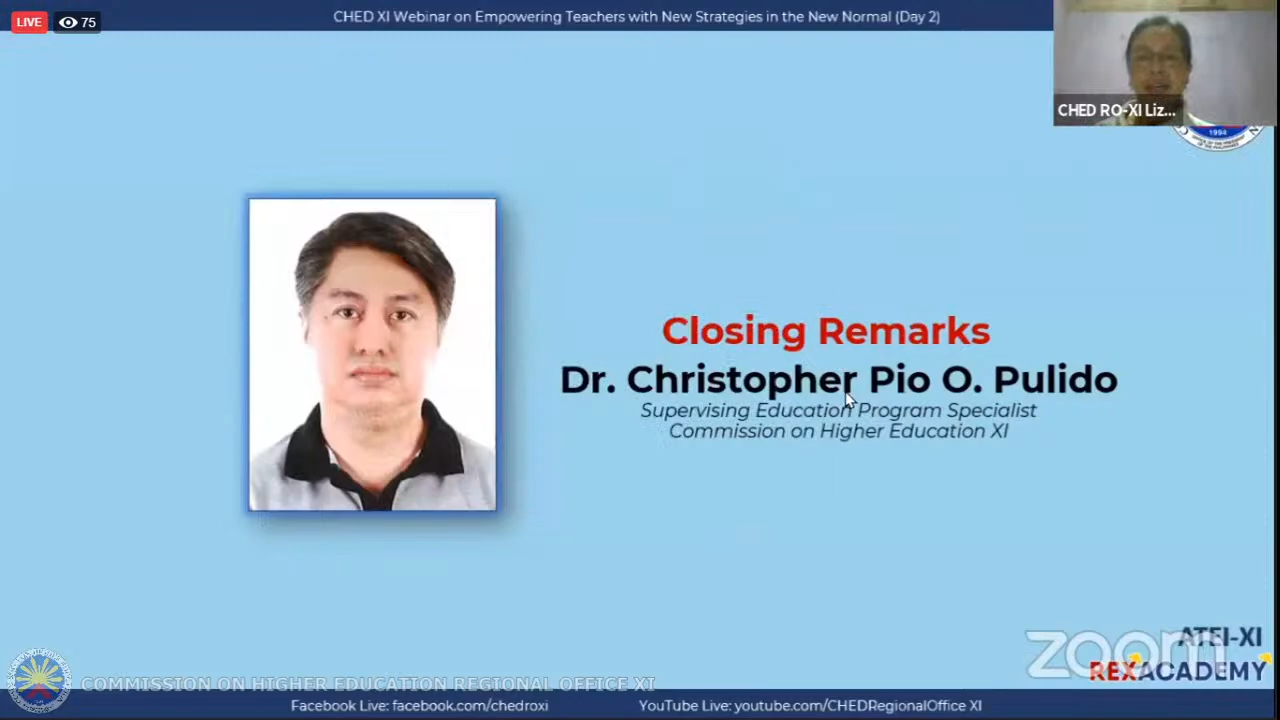 LIVE
75
CHED XI Webinar on Empowering Teachers with New Strategies in the New Normal (Day 2)
CHED RO-XI Liz...
1994
Closing Remarks
Dr. Christopher Pio O. Pulido
Supervising Education Program Specialist
Commission on Higher Education XI
zoom
ATEI-XI
REXACADEMY
COMMISSION ON HIGHER EDUCATION REGIONAL OFFICE XI
Facebook Live: facebook.com/chedroxi
YouTube Live: youtube.com/CHEDRegionalOffice XI